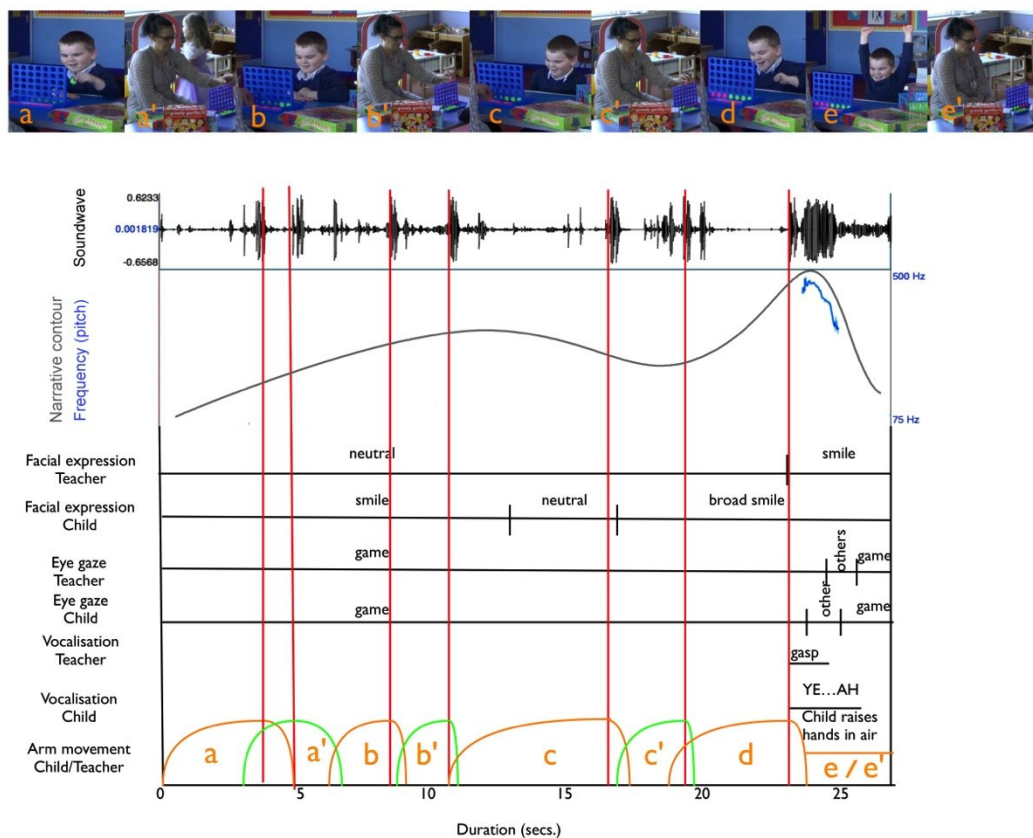 a
a'
b
b'
c
c'
d
e
e'
Soundwave
0.6233
0.001819
-0.6568
Narrative contour
Frequency (pitch)
500 Hz
75 Hz
Facial expression
Teacher
neutral
smile
Facial expression
Child
smile
neutral
broad smile
Eye gaze
Teacher
game
others
game
Eye gaze
Child
game
other
game
Vocalisation
Teacher
gasp
Vocalisation
Child
YE...AH
Child raises
hands in air
Arm movement
Child/Teacher
a
a'
b
b'
c
c'
d
e / e'
0
5
10
15
20
25
Duration (secs.)